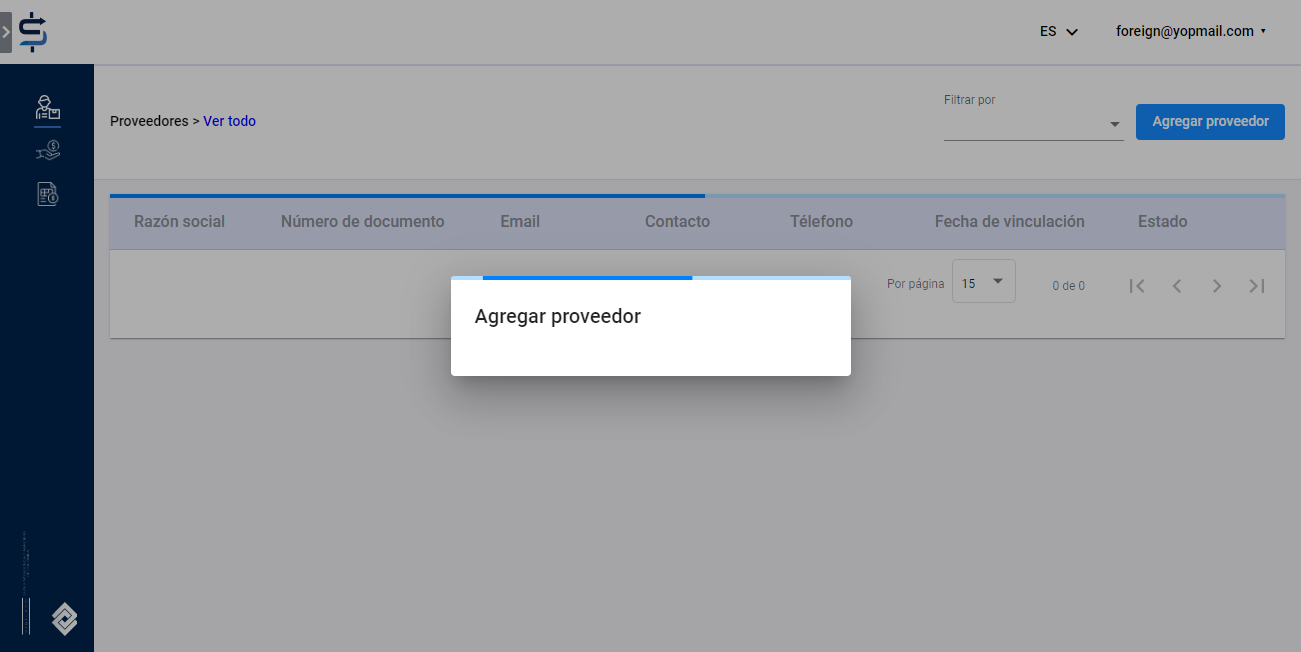 ES
foreign@yopmail.com
Proveedores > Ver todo
Filtrar por
Agregar proveedor
Razón social Número de documento Email Contacto Télefono Fecha de vinculación Estado
Por página 15 0 de 0
Agregar proveedor